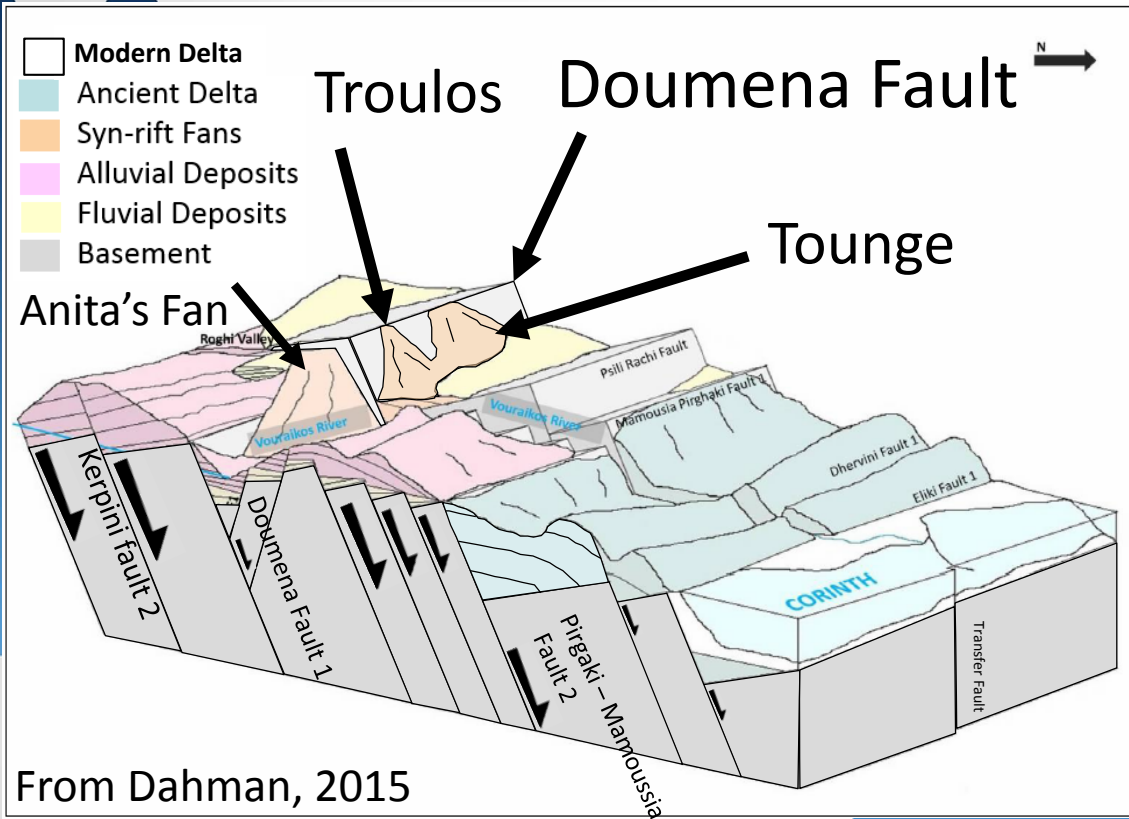 N
Modern Delta
Ancient Delta
Syn-rift Fans
Alluvial Deposits
Fluvial Deposits
Basement
Troulos
Doumena Fault
Tounge
Anita's Fan
Roghi Valley
Psili Rachi Fault
Vouraikos River
Vouraikos River
Mamousia Pirghaki Fault 1
Dhervini Fault 1
Eliki Fault 1
Kerpini fault 2
Doumena Fault 1
CORINTH
Pirgaki – Mamoussia
Fault 2
Transfer Fault
From Dahman, 2015